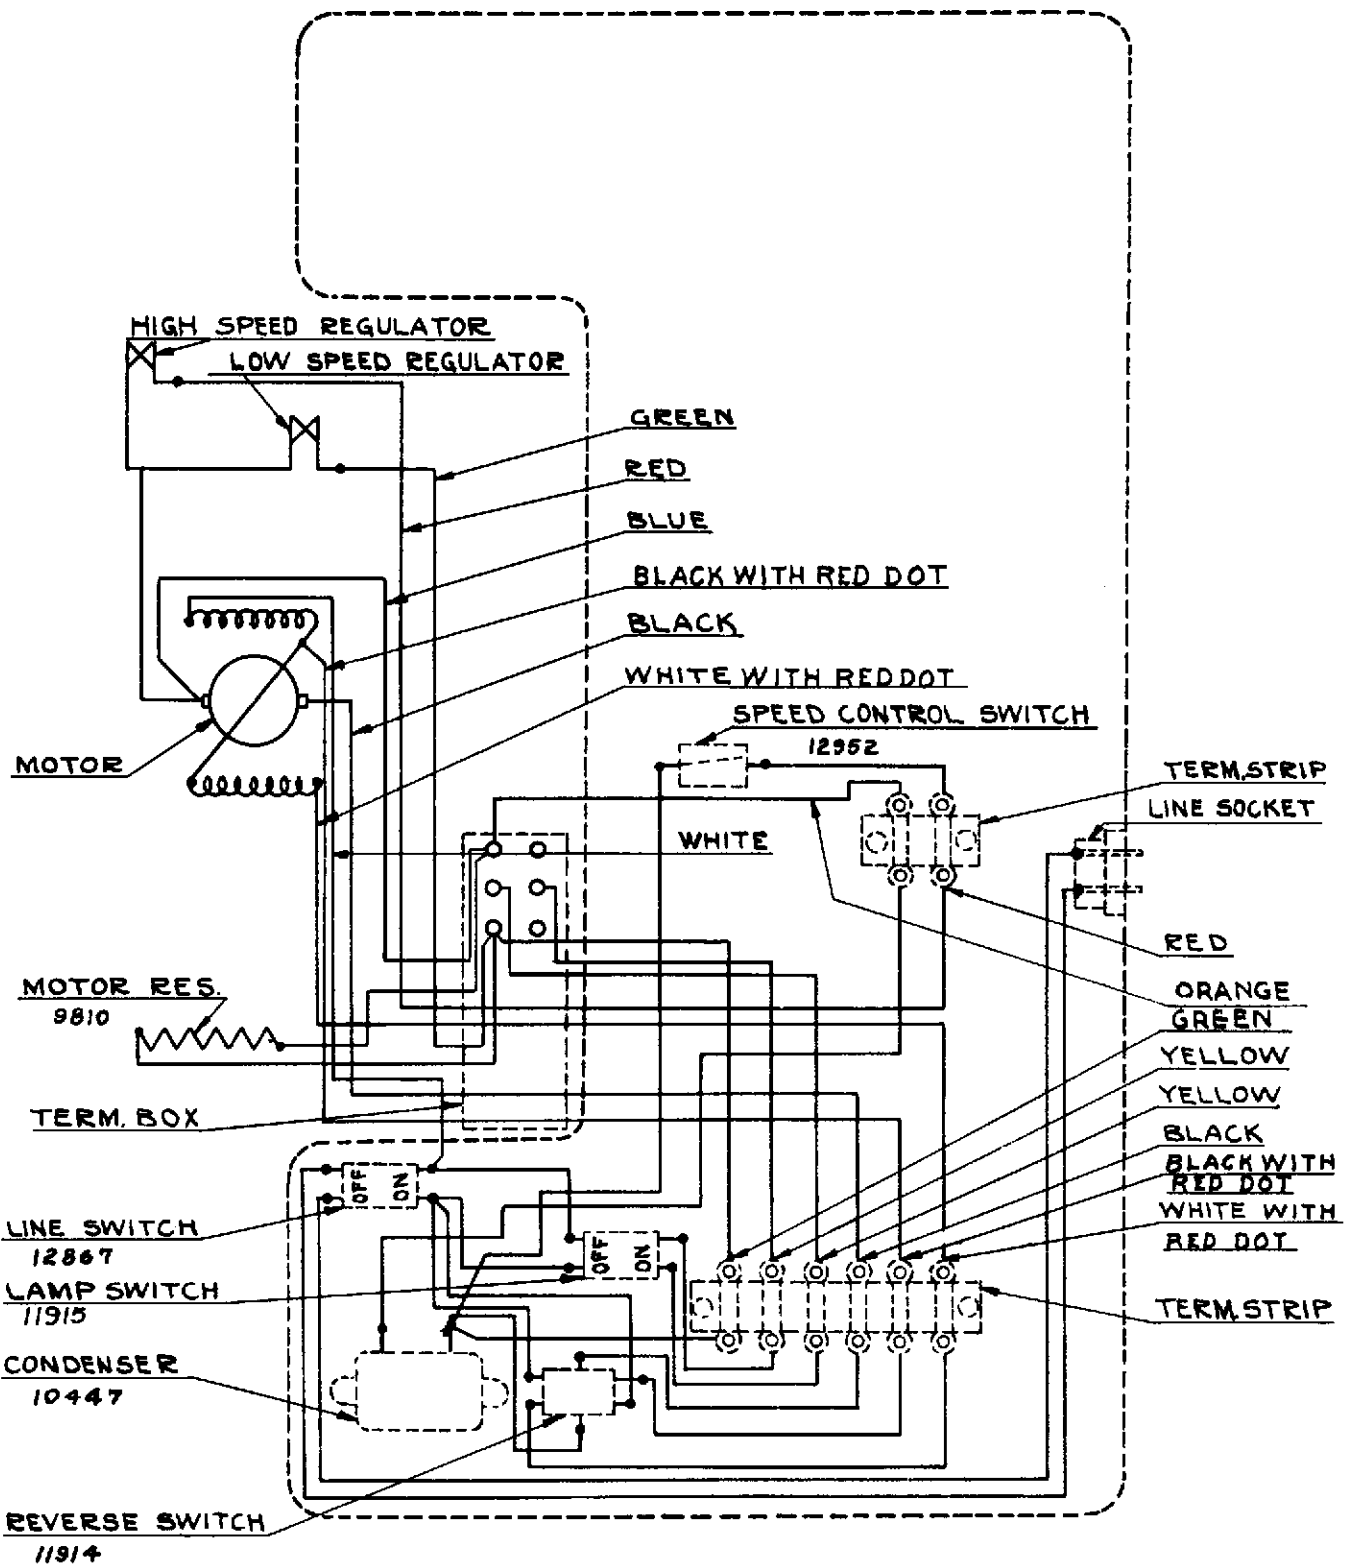 HIGH SPEED REGULATOR
LOW SPEED REGULATOR
GREEN
RED
BLUE
BLACK WITH RED DOT
BLACK
WHITE WITH RED DOT
SPEED CONTROL SWITCH
12952
MOTOR
TERM. STRIP
LINE SOCKET
WHITE
RED
MOTOR RES.
9810
ORANGE
GREEN
YELLOW
YELLOW
TERM. BOX
BLACK
BLACK WITH
RED DOT
OFF
ON
WHITE WITH
RED DOT
LINE SWITCH
12867
OFF
ON
LAMP SWITCH
11915
TERM. STRIP
CONDENSER
10447
REVERSE SWITCH
11914